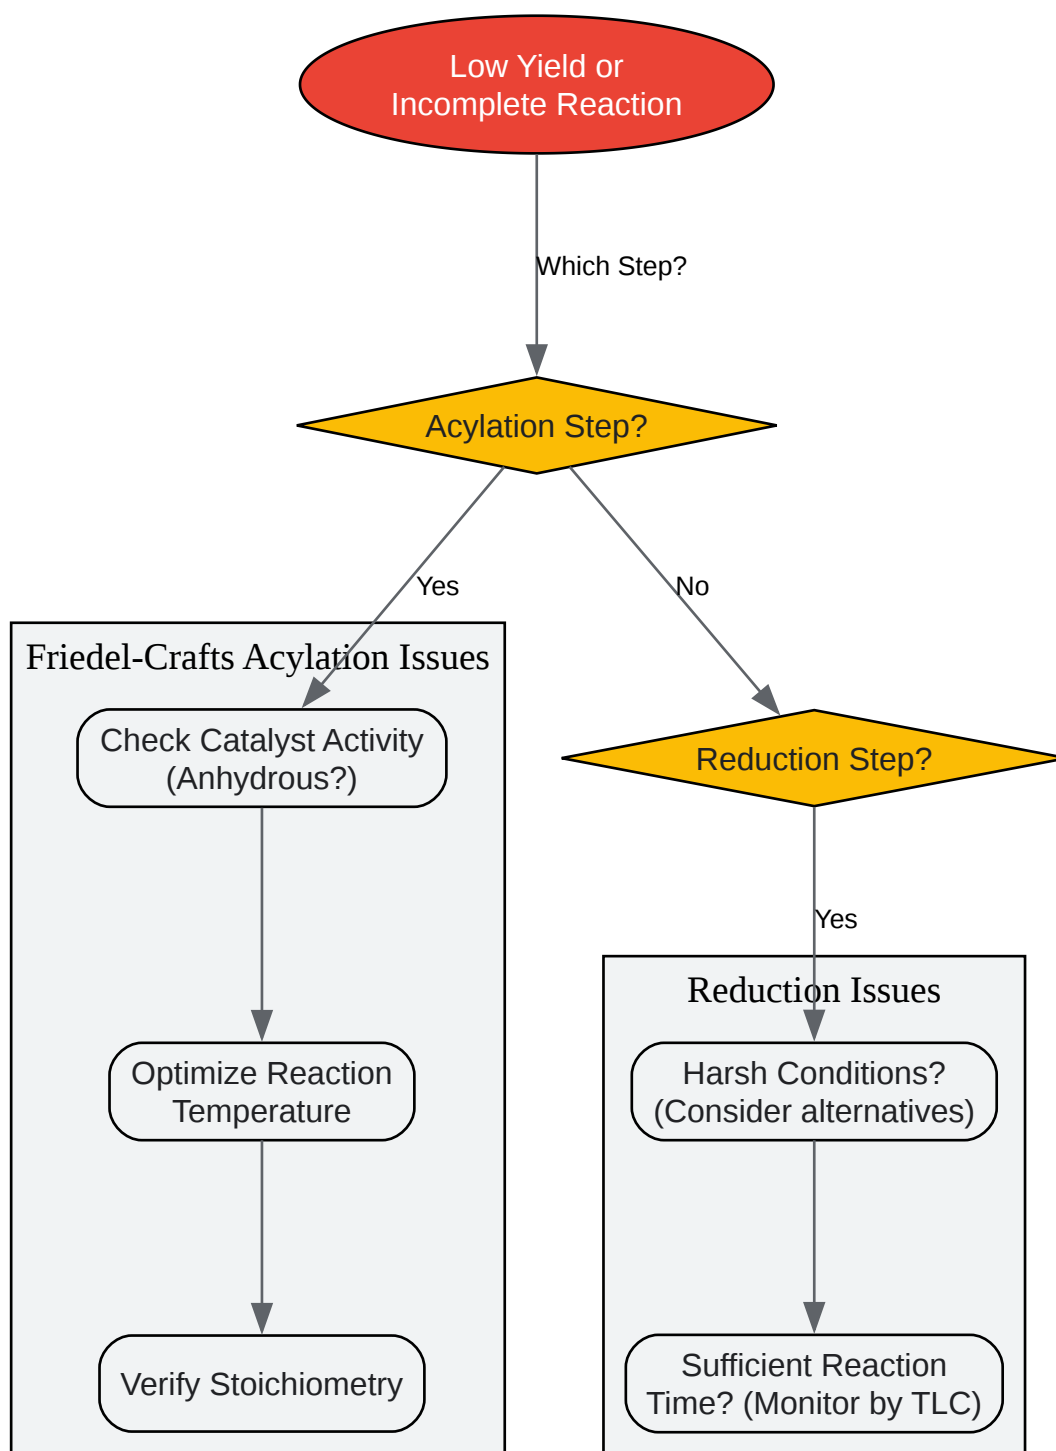 Low Yield or
Incomplete Reaction
Which Step?
Acylation Step?
Yes
No
Friedel-Crafts Acylation Issues
Check Catalyst Activity
(Anhydrous?)
Reduction Step?
Yes
Reduction Issues
Optimize Reaction
Temperature
Harsh Conditions?
(Consider alternatives)
Verify Stoichiometry
Sufficient Reaction
Time? (Monitor by TLC)